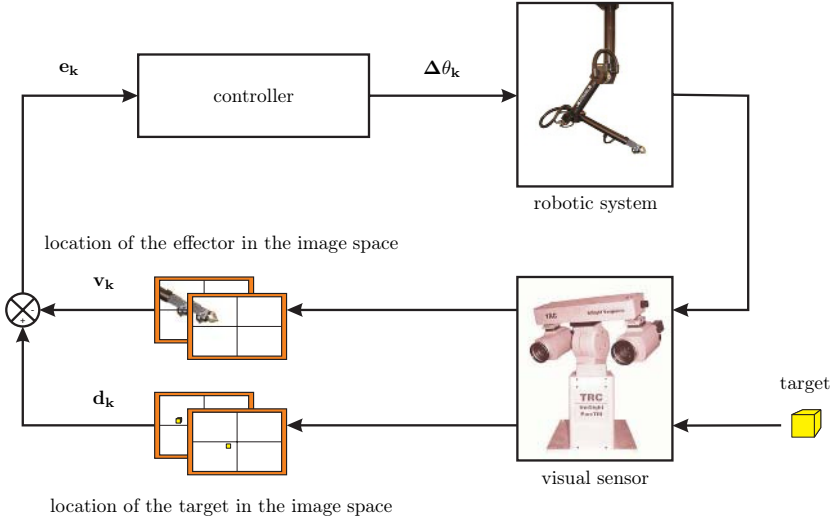 e_k
controller
Δθ_k
robotic system
location of the effector in the image space
v_k
-
+
d_k
TRC
TRC
target
visual sensor
location of the target in the image space